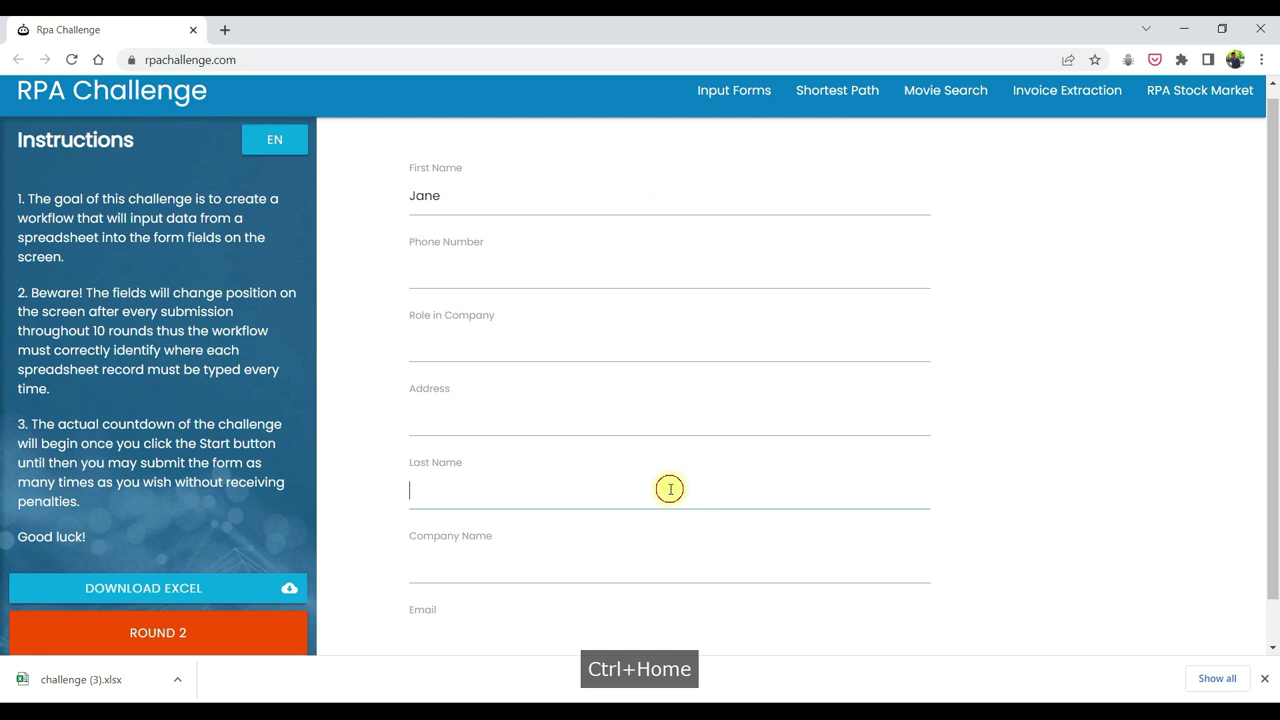 Rpa Challenge
rpachallenge.com
RPA Challenge
Input Forms
Shortest Path
Movie Search
Invoice Extraction
RPA Stock Market
Instructions
EN
1. The goal of this challenge is to create a
workflow that will input data from a
spreadsheet into the form fields on the
screen.
2. Beware! The fields will change position on
the screen after every submission
throughout 10 rounds thus the workflow
must correctly identify where each
spreadsheet record must be typed every
time.
3. The actual countdown of the challenge
will begin once you click the Start button
until then you may submit the form as
many times as you wish without receiving
penalties.
Good luck!
DOWNLOAD EXCEL
ROUND 2
First Name
Jane
Phone Number
Role in Company
Address
Last Name
Company Name
Email
Ctrl+Home
challenge (3).xlsx
Show all